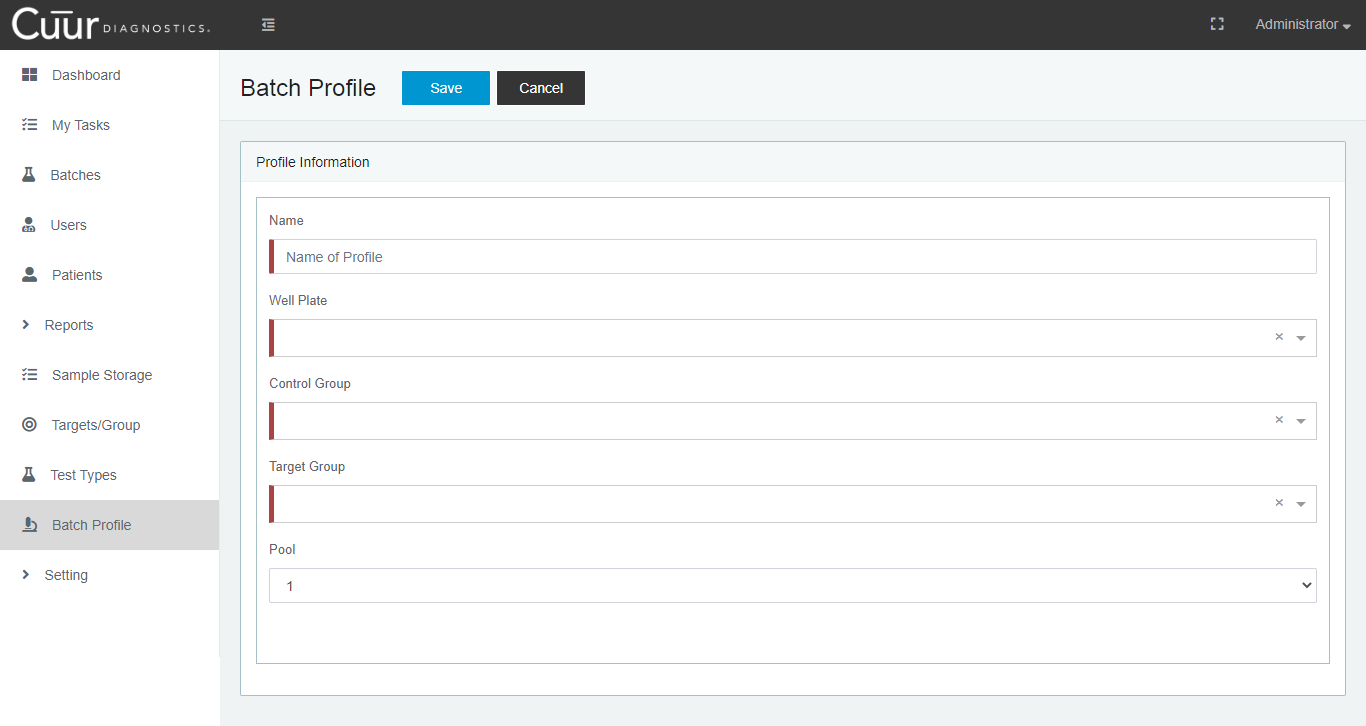 Cūur DIAGNOSTICS.
Administrator
Dashboard
My Tasks
Batches
Users
Patients
Reports
Sample Storage
Targets/Group
Test Types
Batch Profile
Setting
Batch Profile Save Cancel
Profile Information
Name
Name of Profile
Well Plate
×
Control Group
×
Target Group
×
Pool
1